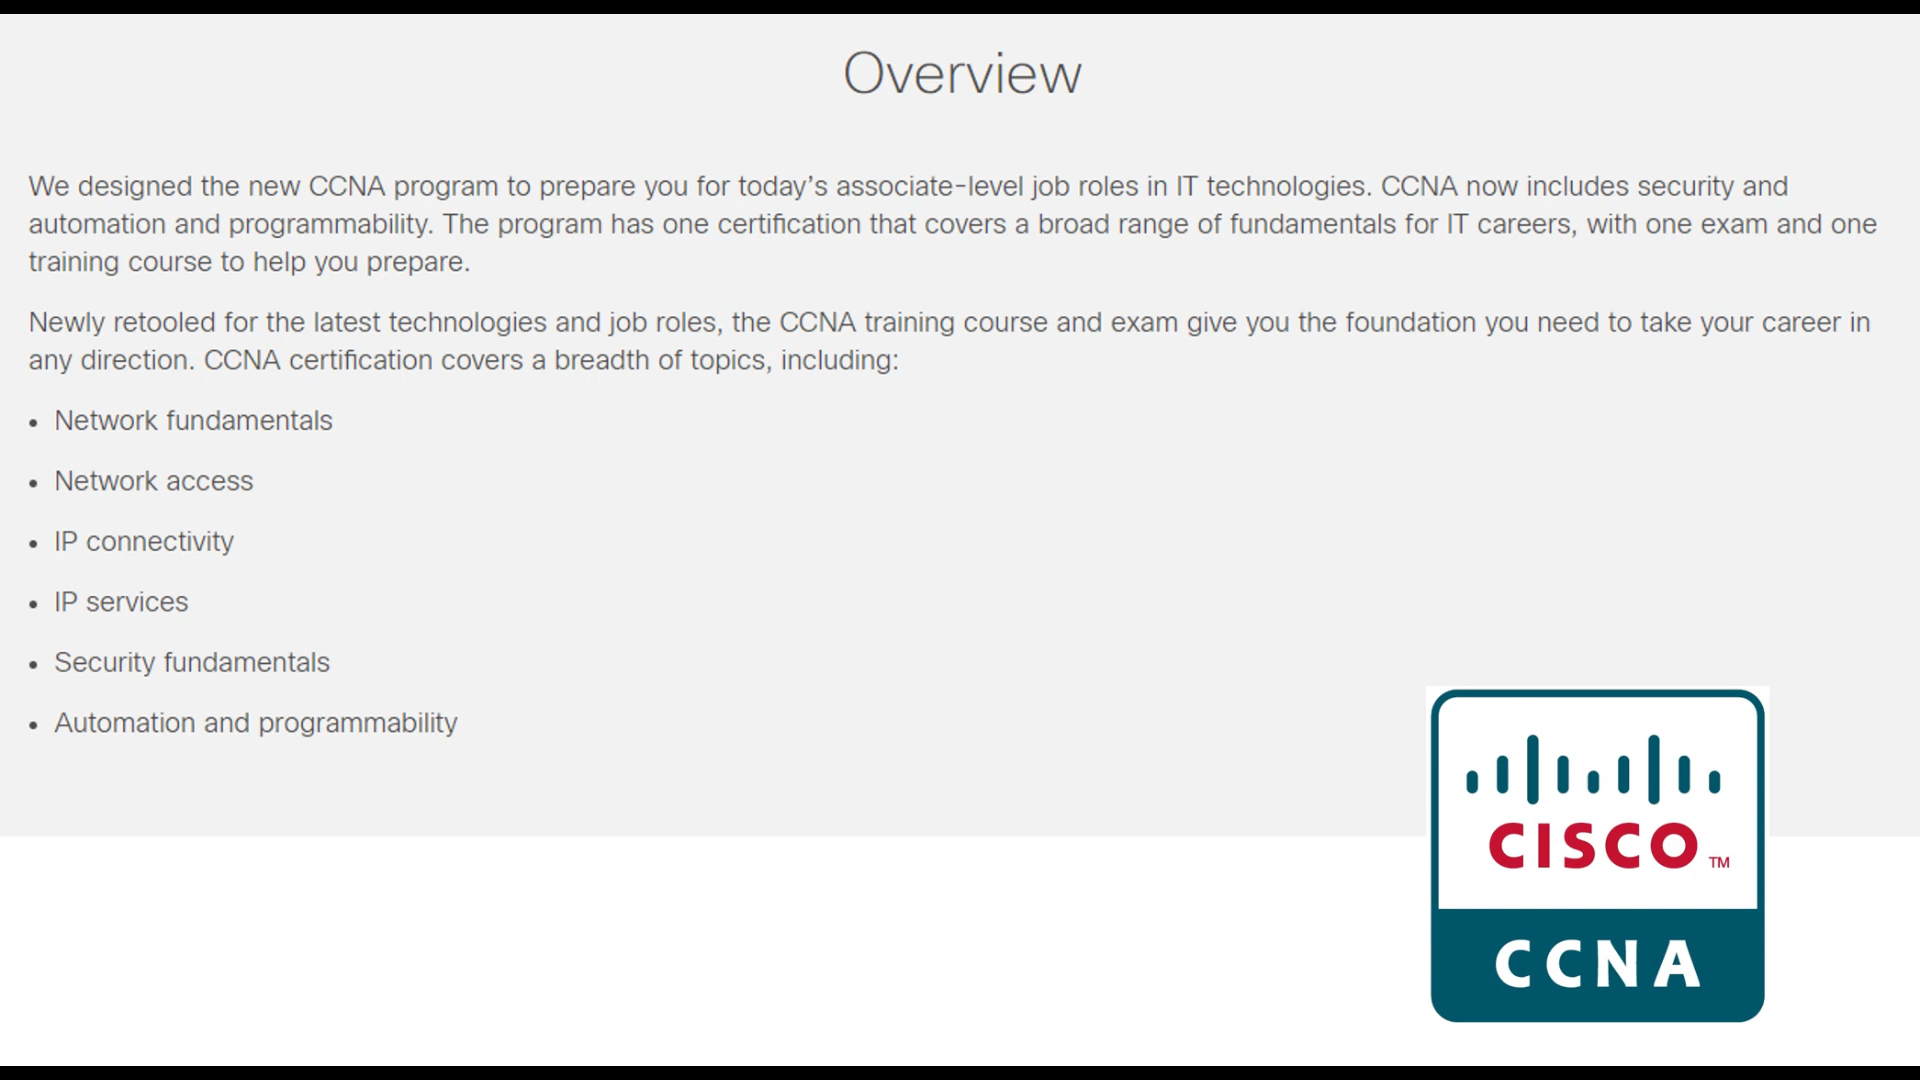 Overview
We designed the new CCNA program to prepare you for today’s associate-level job roles in IT technologies. CCNA now includes security and
automation and programmability. The program has one certification that covers a broad range of fundamentals for IT careers, with one exam and one
training course to help you prepare.
Newly retooled for the latest technologies and job roles, the CCNA training course and exam give you the foundation you need to take your career in
any direction. CCNA certification covers a breadth of topics, including:
• Network fundamentals
• Network access
• IP connectivity
• IP services
• Security fundamentals
• Automation and programmability
CISCO TM
CCNA